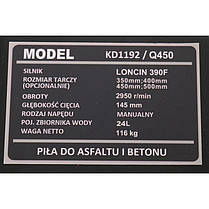 MODEL KD1192 / Q450
SILNIK LONCIN 390F
ROZMIAR TARCZY 350mm;400mm
(OPCJONALNIE) 450mm;500mm
OBROTY 2950 r/min
GŁĘBOKOŚĆ CIĘCIA 145 mm
RODZAJ NAPĘDU MANUALNY
POJ. ZBIORNIKA WODY 24L
WAGA NETTO 116 kg
PIŁA DO ASFALTU I BETONU